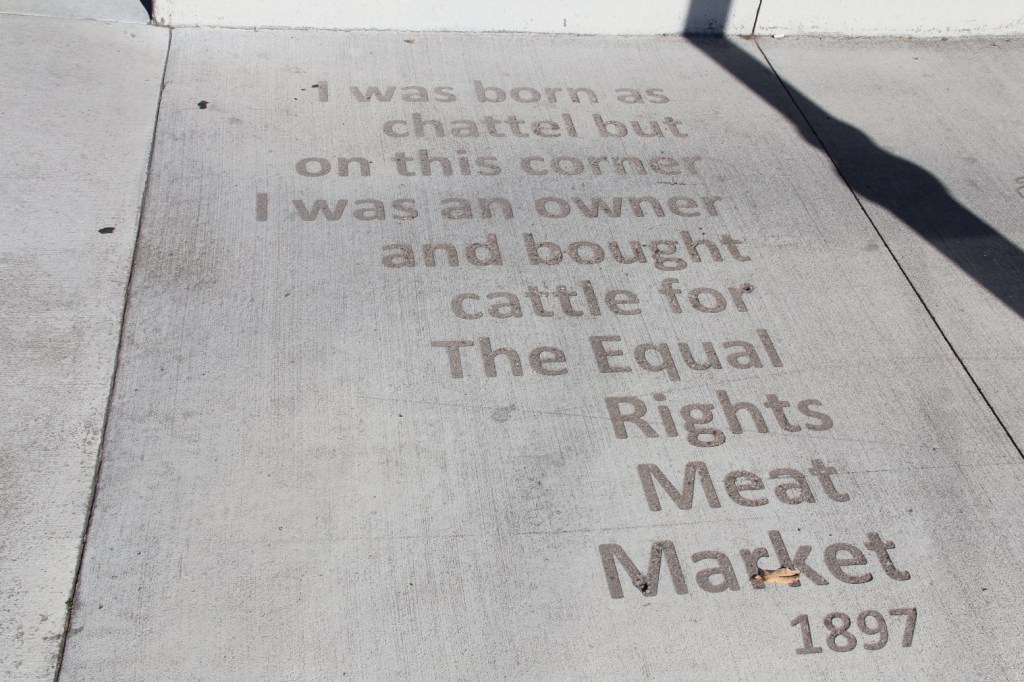 I was born as
chattel but
on this corner
I was an owner
and bought
cattle for
The Equal
Rights
Meat
Market
1897